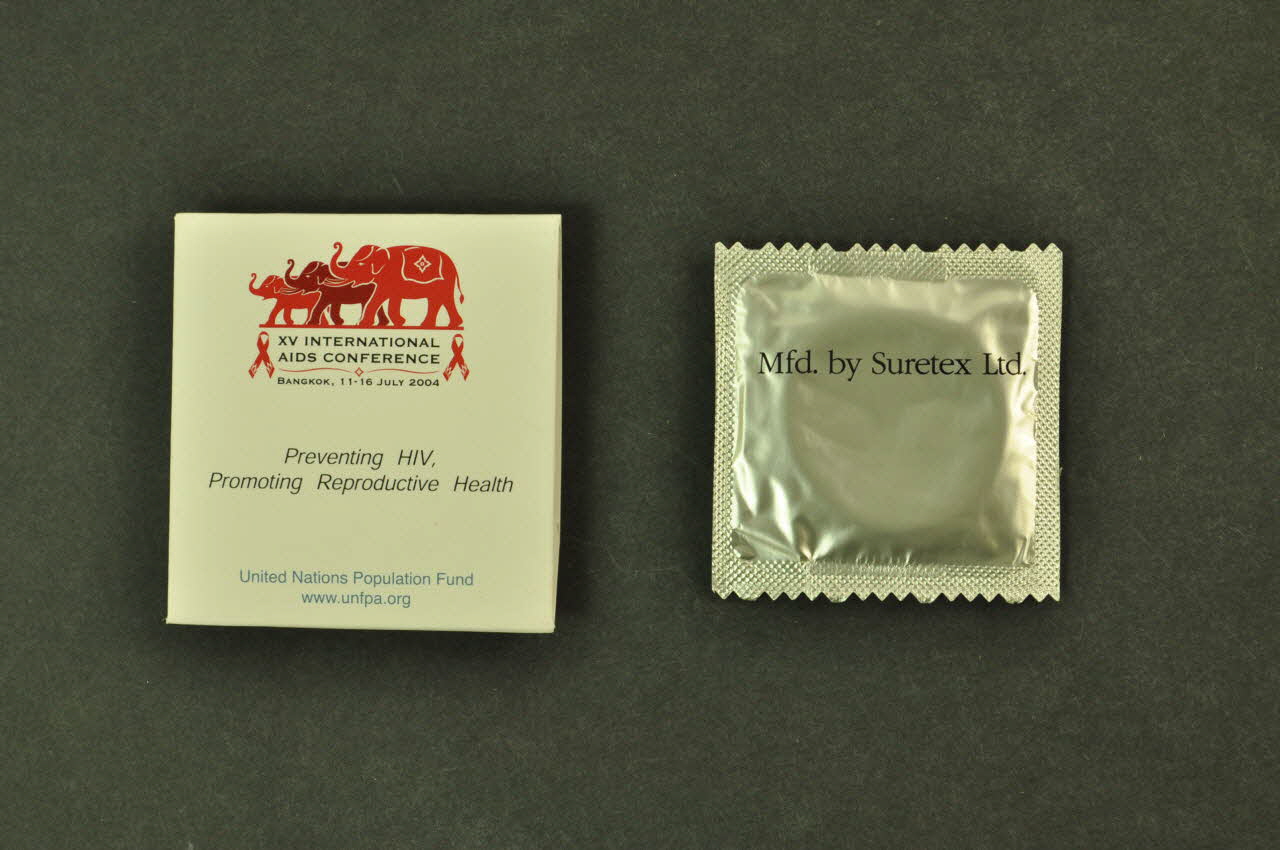 XV INTERNATIONAL
AIDS CONFERENCE
BANGKOK, 11-16 JULY 2004
Preventing HIV,
Promoting Reproductive Health
United Nations Population Fund
www.unfpa.org
Mfd. by Suretex Ltd.